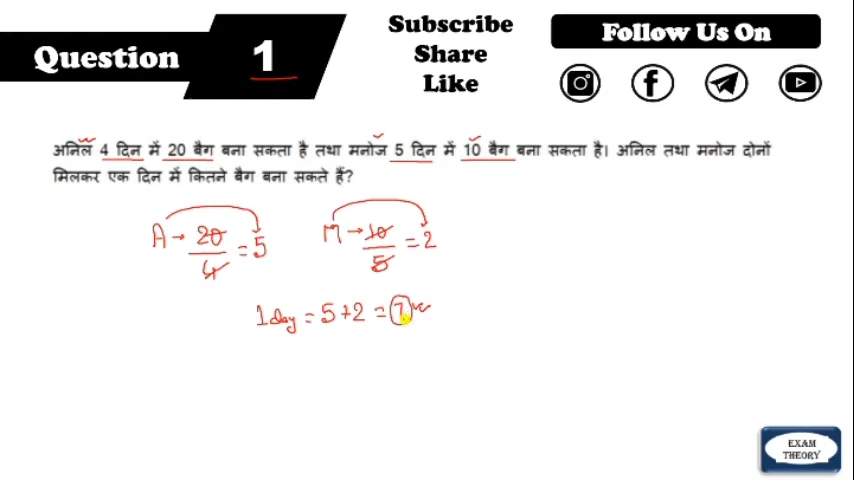 Question 1
Subscribe
Share
Like
Follow Us On
अनिल 4 दिन में 20 बैग बना सकता है तथा मनोज 5 दिन में 10 बैग बना सकता है। अनिल तथा मनोज दोनों
मिलकर एक दिन में कितने बैग बना सकते हैं?
A → 20/4 = 5
M → 10/5 = 2
1 day = 5 + 2 = 7
EXAM
THEORY